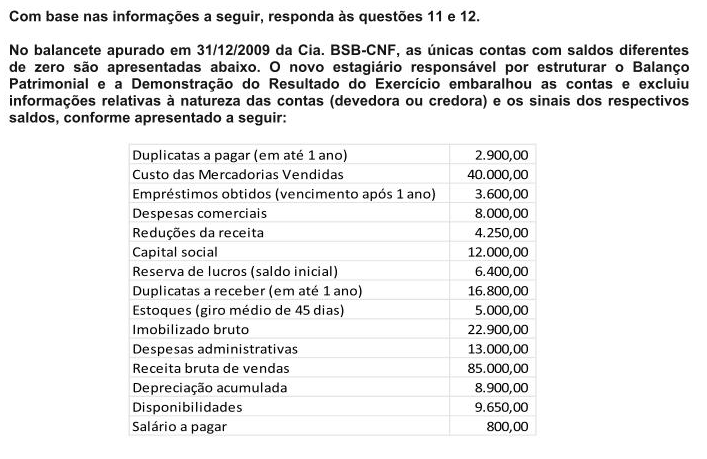 Com base nas informações a seguir, responda às questões 11 e 12.
No balancete apurado em 31/12/2009 da Cia. BSB-CNF, as únicas contas com saldos diferentes
de zero são apresentadas abaixo. O novo estagiário responsável por estruturar o Balanço
Patrimonial e a Demonstração do Resultado do Exercício embaralhou as contas e excluiu
informações relativas à natureza das contas (devedora ou credora) e os sinais dos respectivos
saldos, conforme apresentado a seguir:
Duplicatas a pagar (em até 1 ano) 2.900,00
Custo das Mercadorias Vendidas 40.000,00
Empréstimos obtidos (vencimento após 1 ano) 3.600,00
Despesas comerciais 8.000,00
Reduções da receita 4.250,00
Capital social 12.000,00
Reserva de lucros (saldo inicial) 6.400,00
Duplicatas a receber (em até 1 ano) 16.800,00
Estoques (giro médio de 45 dias) 5.000,00
Imobilizado bruto 22.900,00
Despesas administrativas 13.000,00
Receita bruta de vendas 85.000,00
Depreciação acumulada 8.900,00
Disponibilidades 9.650,00
Salário a pagar 800,00